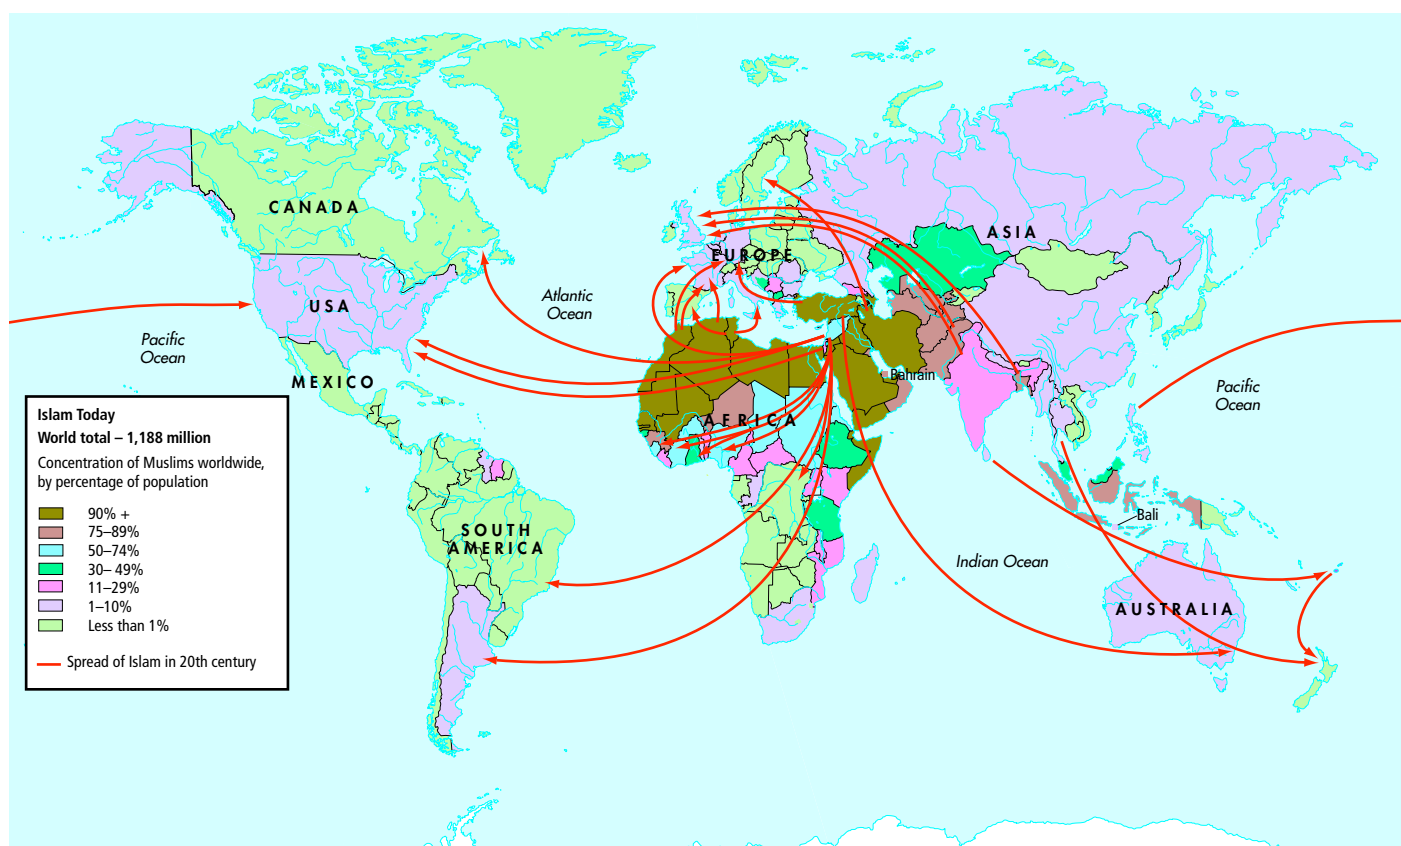 CANADA
USA
MEXICO
Atlantic
Ocean
Pacific
Ocean
EUROPE
ASIA
AFRICA
Bahrain
Pacific
Ocean
SOUTH
AMERICA
Bali
Indian Ocean
AUSTRALIA
Islam Today
World total – 1,188 million
Concentration of Muslims worldwide,
by percentage of population
90% +
75–89%
50–74%
30– 49%
11–29%
1–10%
Less than 1%
Spread of Islam in 20th century